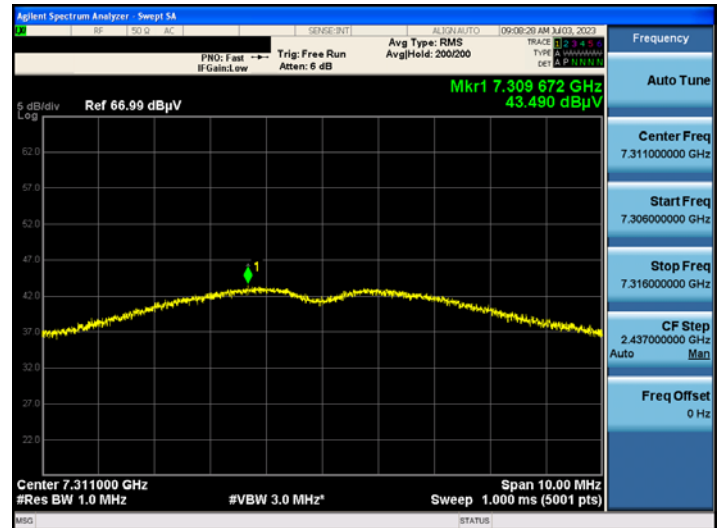 Agilent Spectrum Analyzer - Swept SA
RF 50 Ω AC SENSE:INT ALIGN AUTO 09:08:28 AM Jul 03, 2023
PNO: Fast Trig: Free Run Avg Type: RMS TRACE 1 2 3 4 5 6
IFGain:Low Atten: 6 dB Avg|Hold: 200/200 TYPE A WWWWW
DET A P N N N N
Mkr1 7.309 672 GHz
43.490 dBµV
5 dB/div Ref 66.99 dBµV
Log
62.0
57.0
52.0
47.0
42.0
37.0
32.0
27.0
22.0
1
Center 7.311000 GHz Span 10.00 MHz
#Res BW 1.0 MHz #VBW 3.0 MHz* Sweep 1.000 ms (5001 pts)
MSG STATUS
Frequency
Auto Tune
Center Freq
7.311000000 GHz
Start Freq
7.306000000 GHz
Stop Freq
7.316000000 GHz
CF Step
2.437000000 GHz
Auto Man
Freq Offset
0 Hz